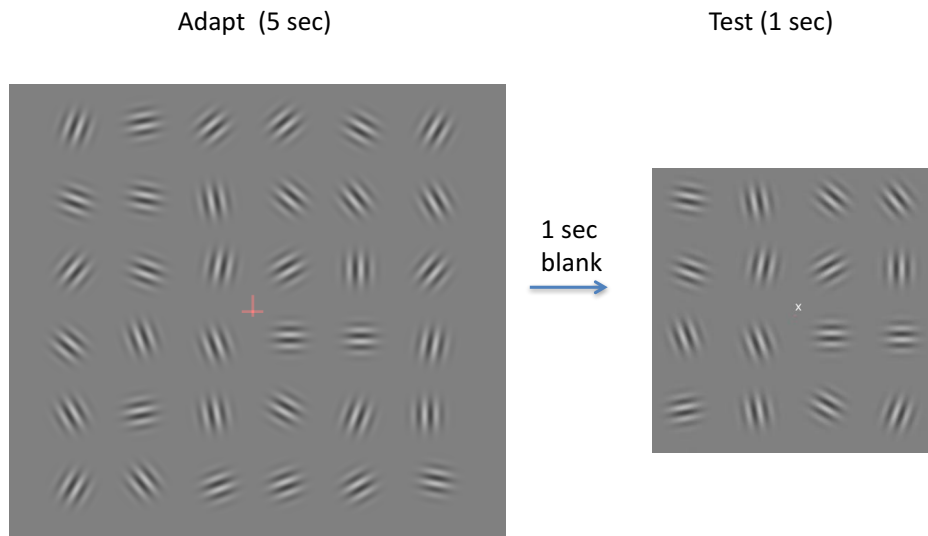 Adapt (5 sec)
Test (1 sec)
1 sec
blank
x